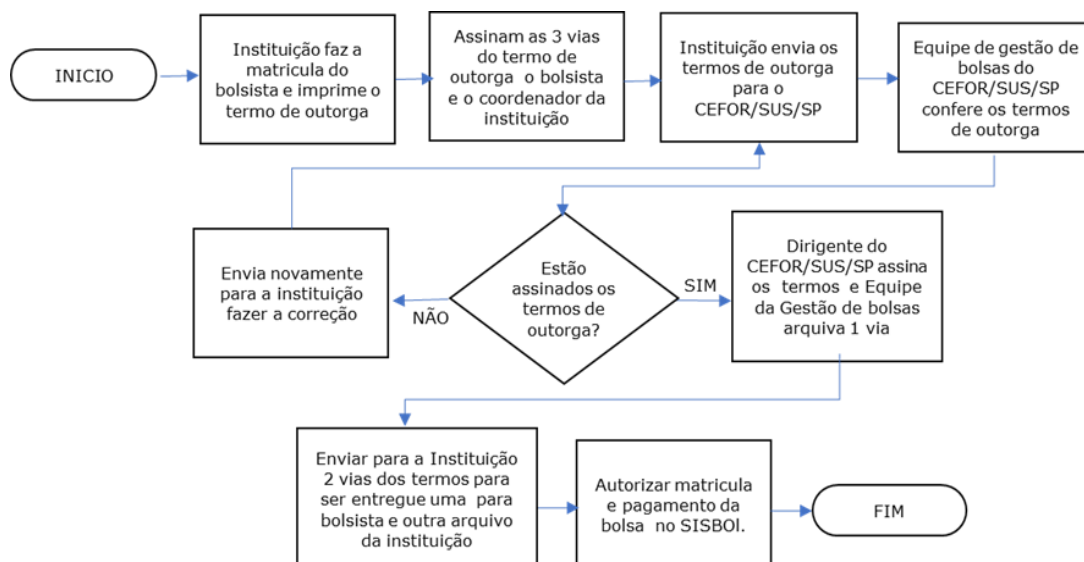 INICIO
Instituição faz a
matricula do
bolsista e imprime o
termo de outorga
Assinam as 3 vias
do termo de
outorga o bolsista
e o coordenador da
instituição
Instituição envia os
termos de outorga
para o
CEFOR/SUS/SP
Equipe de gestão de
bolsas do
CEFOR/SUS/SP
confere os termos
de outorga
Envia novamente
para a instituição
fazer a correção
NÃO
Estão
assinados os
termos de
outorga?
SIM
Dirigente do
CEFOR/SUS/SP assina
os termos e Equipe
da Gestão de bolsas
arquiva 1 via
Enviar para a Instituição
2 vias dos termos para
ser entregue uma para
bolsista e outra arquivo
da instituição
Autorizar matricula
e pagamento da
bolsa no SISBOl.
FIM